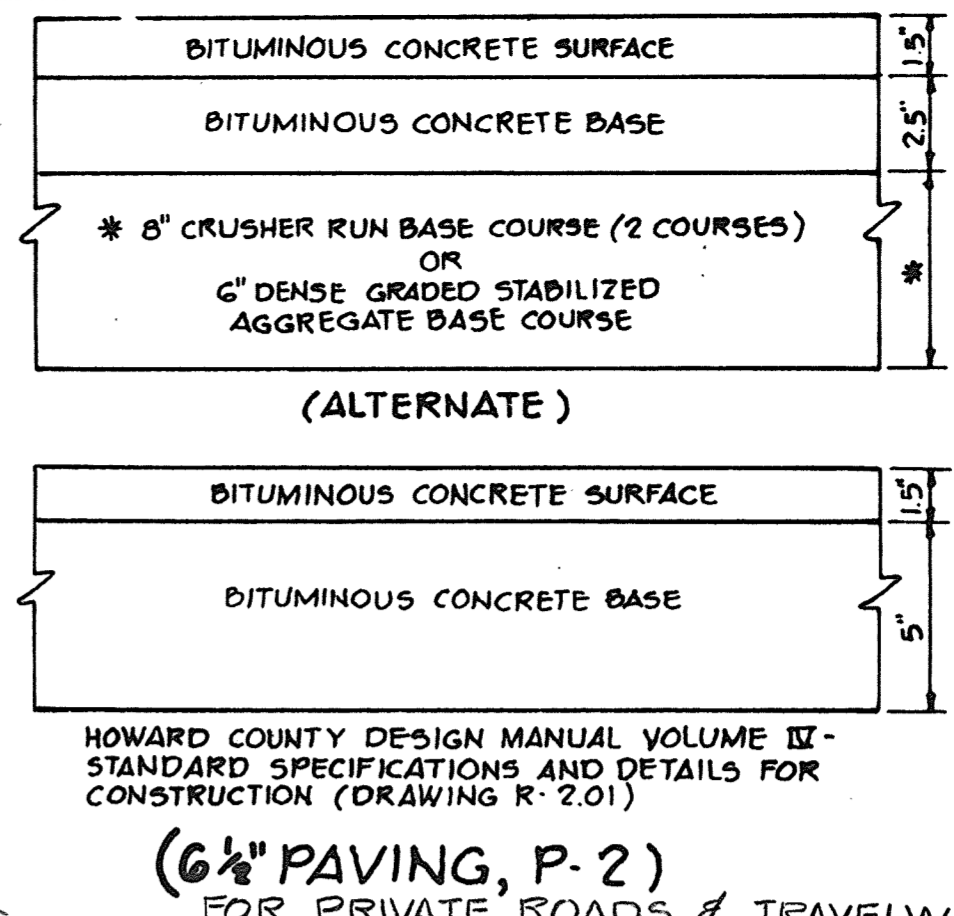 BITUMINOUS CONCRETE SURFACE
1.5"
BITUMINOUS CONCRETE BASE
2.5"
* 8" CRUSHER RUN BASE COURSE (2 COURSES)
OR
6" DENSE GRADED STABILIZED
AGGREGATE BASE COURSE
*
(ALTERNATE)
BITUMINOUS CONCRETE SURFACE
1.5"
BITUMINOUS CONCRETE BASE
5"
HOWARD COUNTY DESIGN MANUAL VOLUME IV-
STANDARD SPECIFICATIONS AND DETAILS FOR
CONSTRUCTION (DRAWING R-2.01)
(6½" PAVING, P-2)
FOR PRIVATE ROADS &